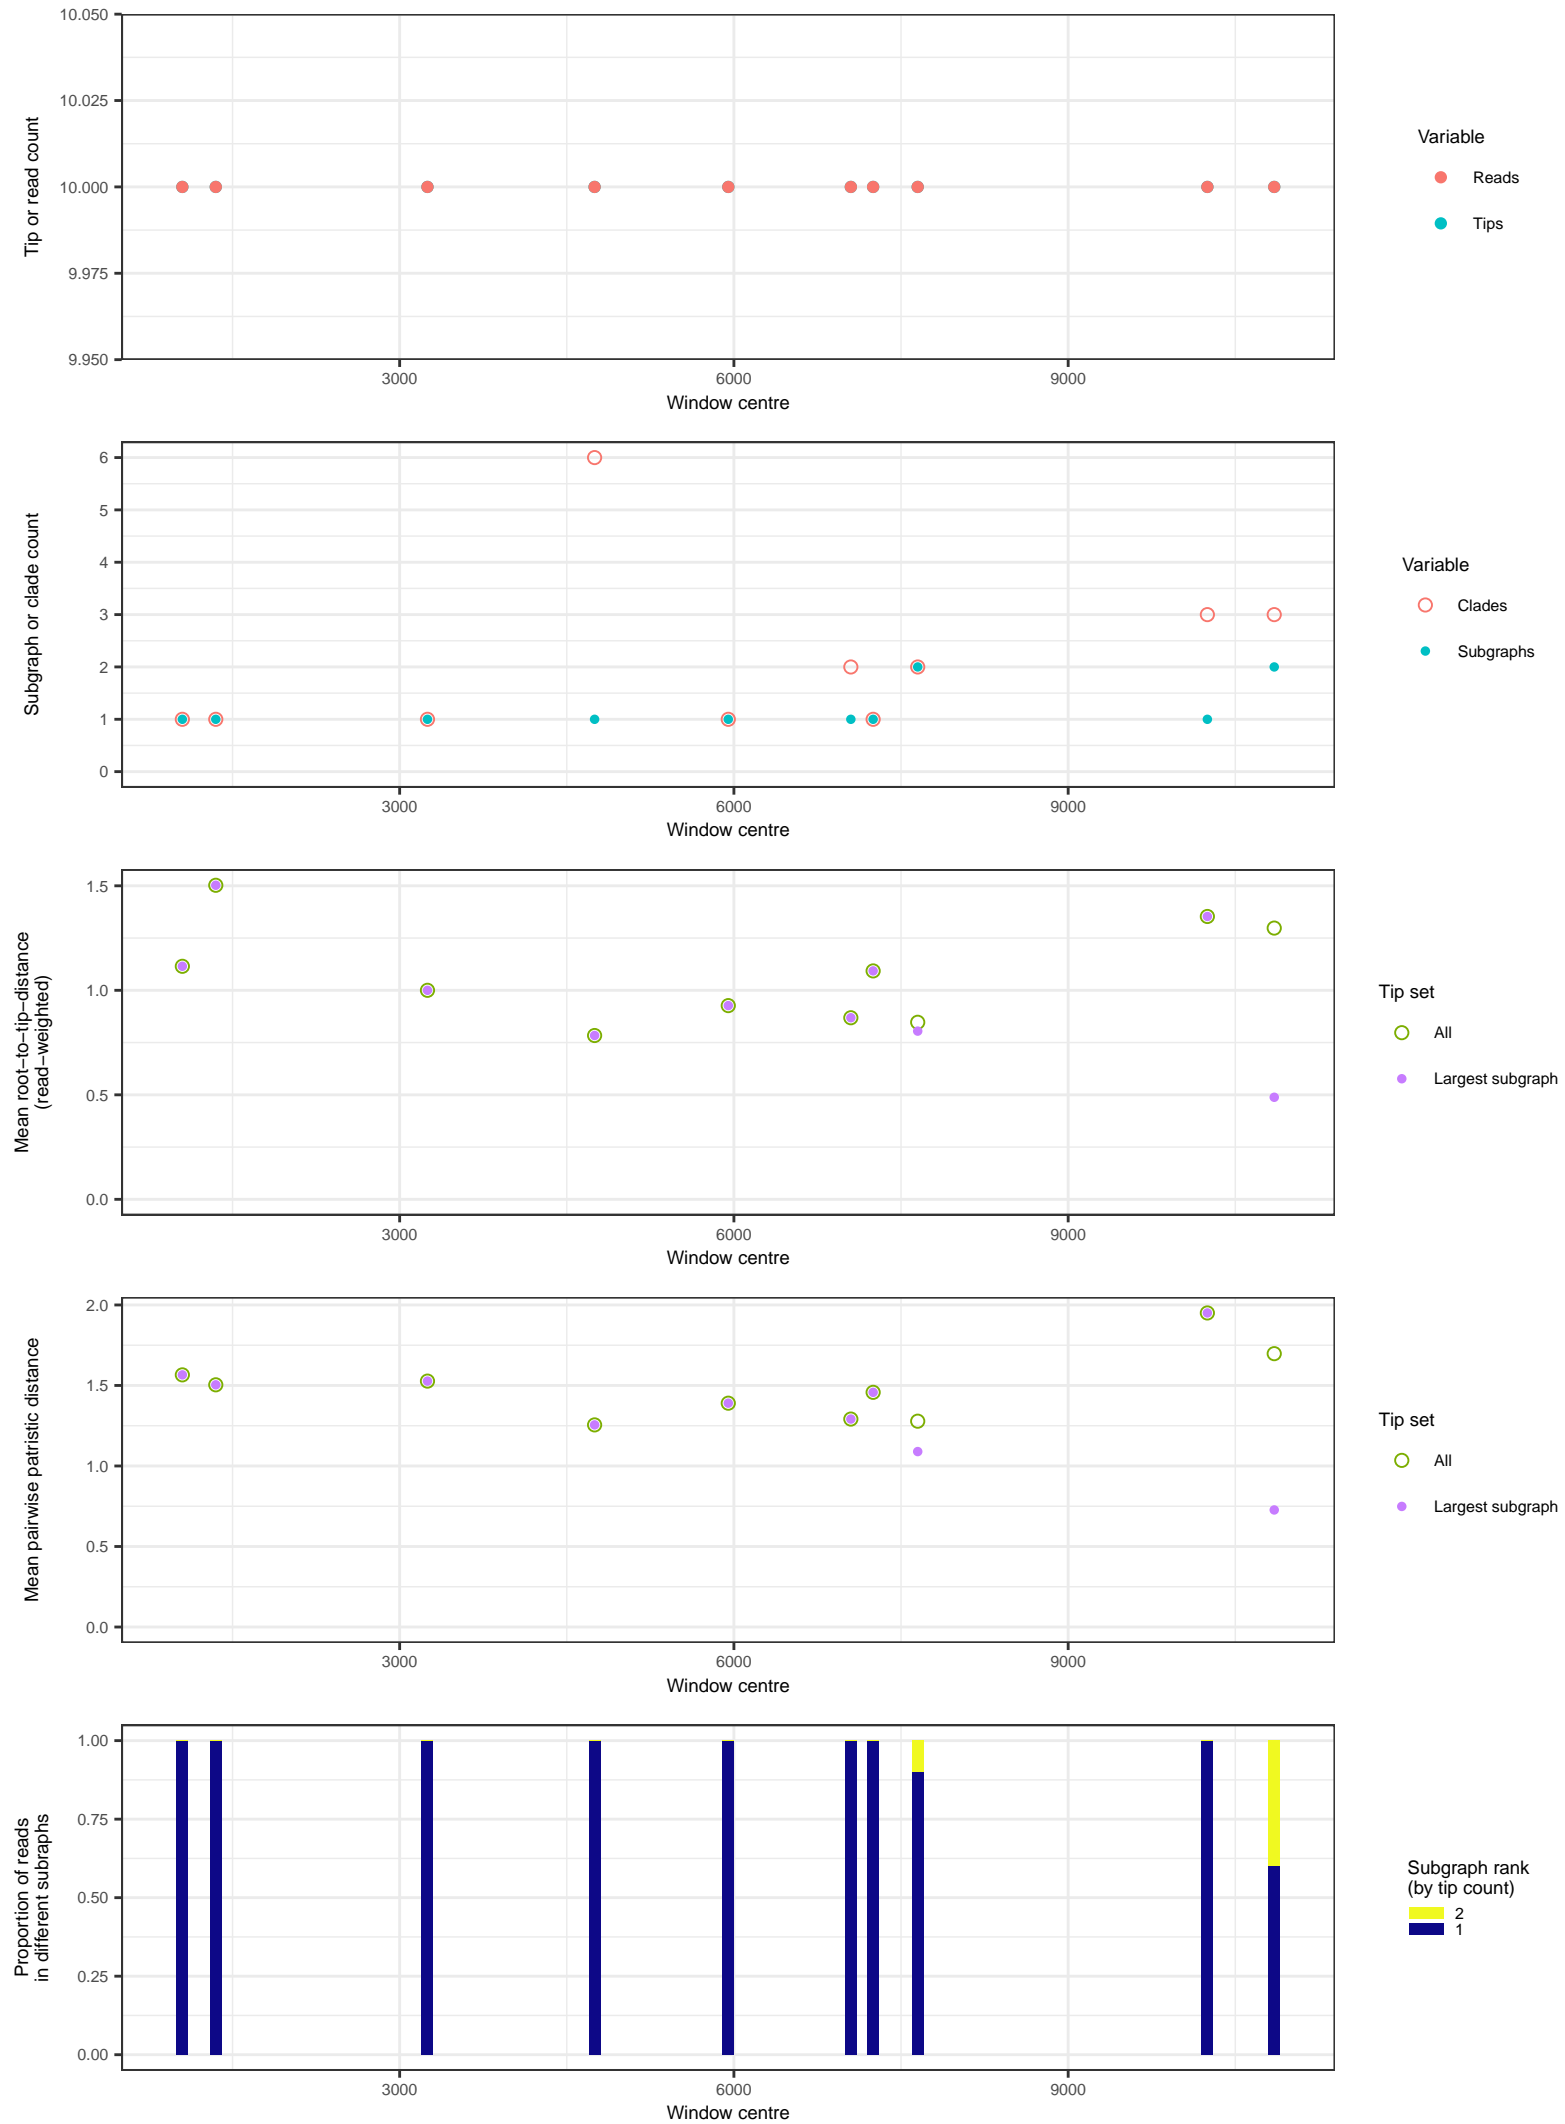 10.050
10.025
10.000
9.975
9.950
Tip or read count
3000
6000
9000
Window centre
Variable
Reads
Tips
6
5
4
3
2
1
0
Subgraph or clade count
3000
6000
9000
Window centre
Variable
Clades
Subgraphs
1.5
1.0
0.5
0.0
Mean root−to−tip−distance
(read−weighted)
3000
6000
9000
Window centre
Tip set
All
Largest subgraph
2.0
1.5
1.0
0.5
0.0
Mean pairwise patristic distance
3000
6000
9000
Window centre
Tip set
All
Largest subgraph
1.00
0.75
0.50
0.25
0.00
Proportion of reads
in different subraphs
3000
6000
9000
Window centre
Subgraph rank
(by tip count)
2
1